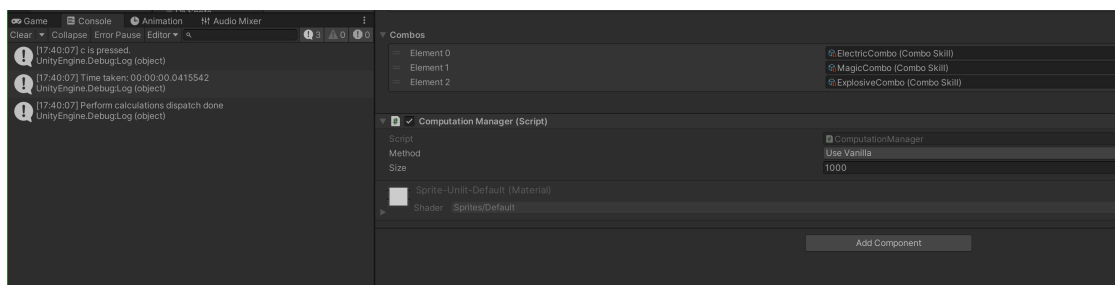 Game Console Animation Audio Mixer
Clear Collapse Error Pause Editor 3 0 0
[17:40:07] c is pressed.
UnityEngine.Debug:Log (object)
[17:40:07] Time taken: 00:00:00.0415542
UnityEngine.Debug:Log (object)
[17:40:07] Perform calculations dispatch done
UnityEngine.Debug:Log (object)
Combos
Element 0 ElectricCombo (Combo Skill)
Element 1 MagicCombo (Combo Skill)
Element 2 ExplosiveCombo (Combo Skill)
Computation Manager (Script)
Script ComputationManager
Method Use Vanilla
Size 1000
Sprite-Unlit-Default (Material)
Shader Sprites/Default
Add Component